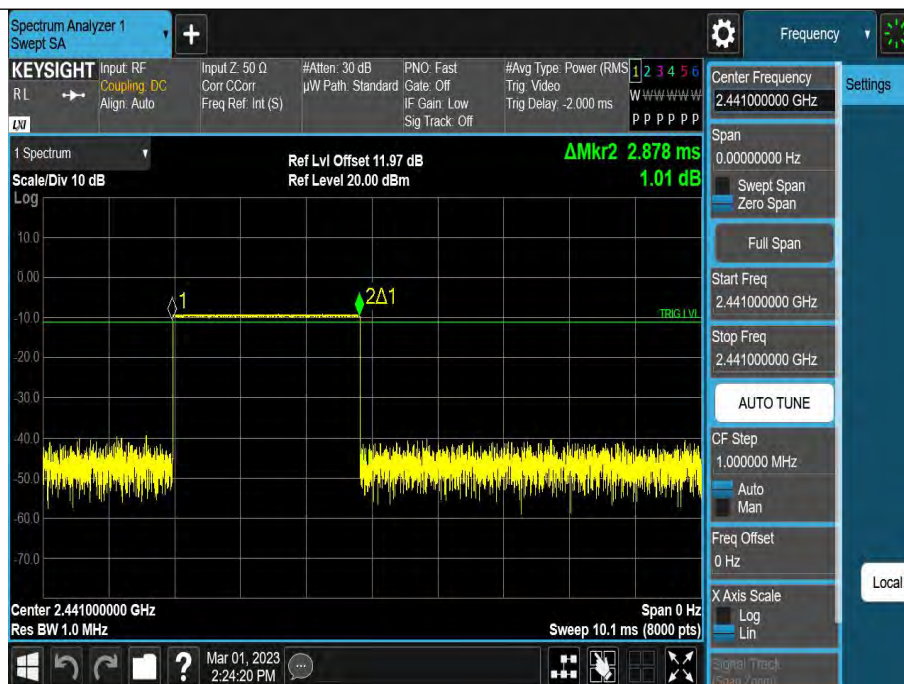 Spectrum Analyzer 1
Swept SA
Frequency
KEYSIGHT
R L
LXI
Input: RF
Coupling: DC
Align: Auto
Input Z: 50 Ω
Corr CCorr
Freq Ref: Int (S)
#Atten: 30 dB
µW Path: Standard
PNO: Fast
Gate: Off
IF Gain: Low
Sig Track: Off
#Avg Type: Power (RMS
Trig: Video
Trig Delay: -2.000 ms
1 2 3 4 5 6
W W W W W W
P P P P P P
1 Spectrum
Scale/Div 10 dB
Log
Ref Lvl Offset 11.97 dB
Ref Level 20.00 dBm
ΔMkr2 2.878 ms
1.01 dB
10.0
0.00
-10.0
-20.0
-30.0
-40.0
-50.0
-60.0
-70.0
1
2Δ1
TRIG LVL
Center 2.441000000 GHz
Res BW 1.0 MHz
Span 0 Hz
Sweep 10.1 ms (8000 pts)
Mar 01, 2023
2:24:20 PM
Center Frequency
2.441000000 GHz
Span
0.00000000 Hz
Swept Span
Zero Span
Full Span
Start Freq
2.441000000 GHz
Stop Freq
2.441000000 GHz
AUTO TUNE
CF Step
1.000000 MHz
Auto
Man
Freq Offset
0 Hz
X Axis Scale
Log
Lin
Signal Track
(Span Zoom)
Settings
Local